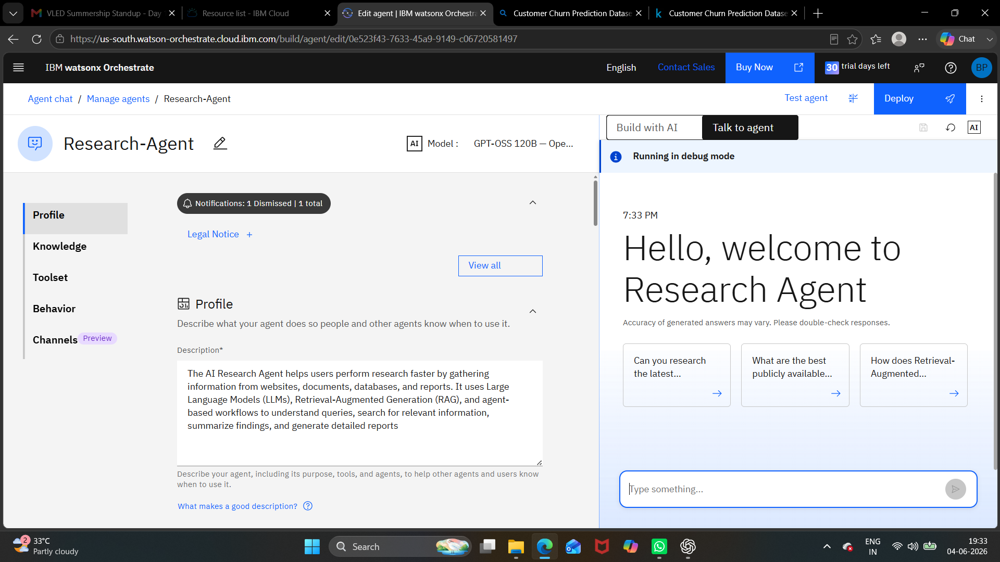 VLED Summership Standup - Day
Resource list - IBM Cloud
Edit agent | IBM watsonx Orchestra
Customer Churn Prediction Datase
Customer Churn Prediction Datase
https://us-south.watson-orchestrate.cloud.ibm.com/build/agent/edit/0e523f43-7633-45a9-9149-c06720581497
Chat
IBM watsonx Orchestrate
English
Contact Sales
Buy Now
30 trial days left
BP
Agent chat / Manage agents / Research-Agent
Test agent
Deploy
Research-Agent
AI Model :
GPT-OSS 120B — Ope...
Build with AI
Talk to agent
AI
Running in debug mode
Profile
Knowledge
Toolset
Behavior
Channels Preview
Notifications: 1 Dismissed | 1 total
Legal Notice +
View all
Profile
Describe what your agent does so people and other agents know when to use it.
Description*
The AI Research Agent helps users perform research faster by gathering
information from websites, documents, databases, and reports. It uses Large
Language Models (LLMs), Retrieval-Augmented Generation (RAG), and agent-
based workflows to understand queries, search for relevant information,
summarize findings, and generate detailed reports
Describe your agent, including its purpose, tools, and agents, to help other agents and users know
when to use it.
What makes a good description?
7:33 PM
Hello, welcome to
Research Agent
Accuracy of generated answers may vary. Please double-check responses.
Can you research
the latest...
What are the best
publicly available...
How does Retrieval-
Augmented...
Type something...
2
33°C
Partly cloudy
Search
ENG
IN
19:33
04-06-2026